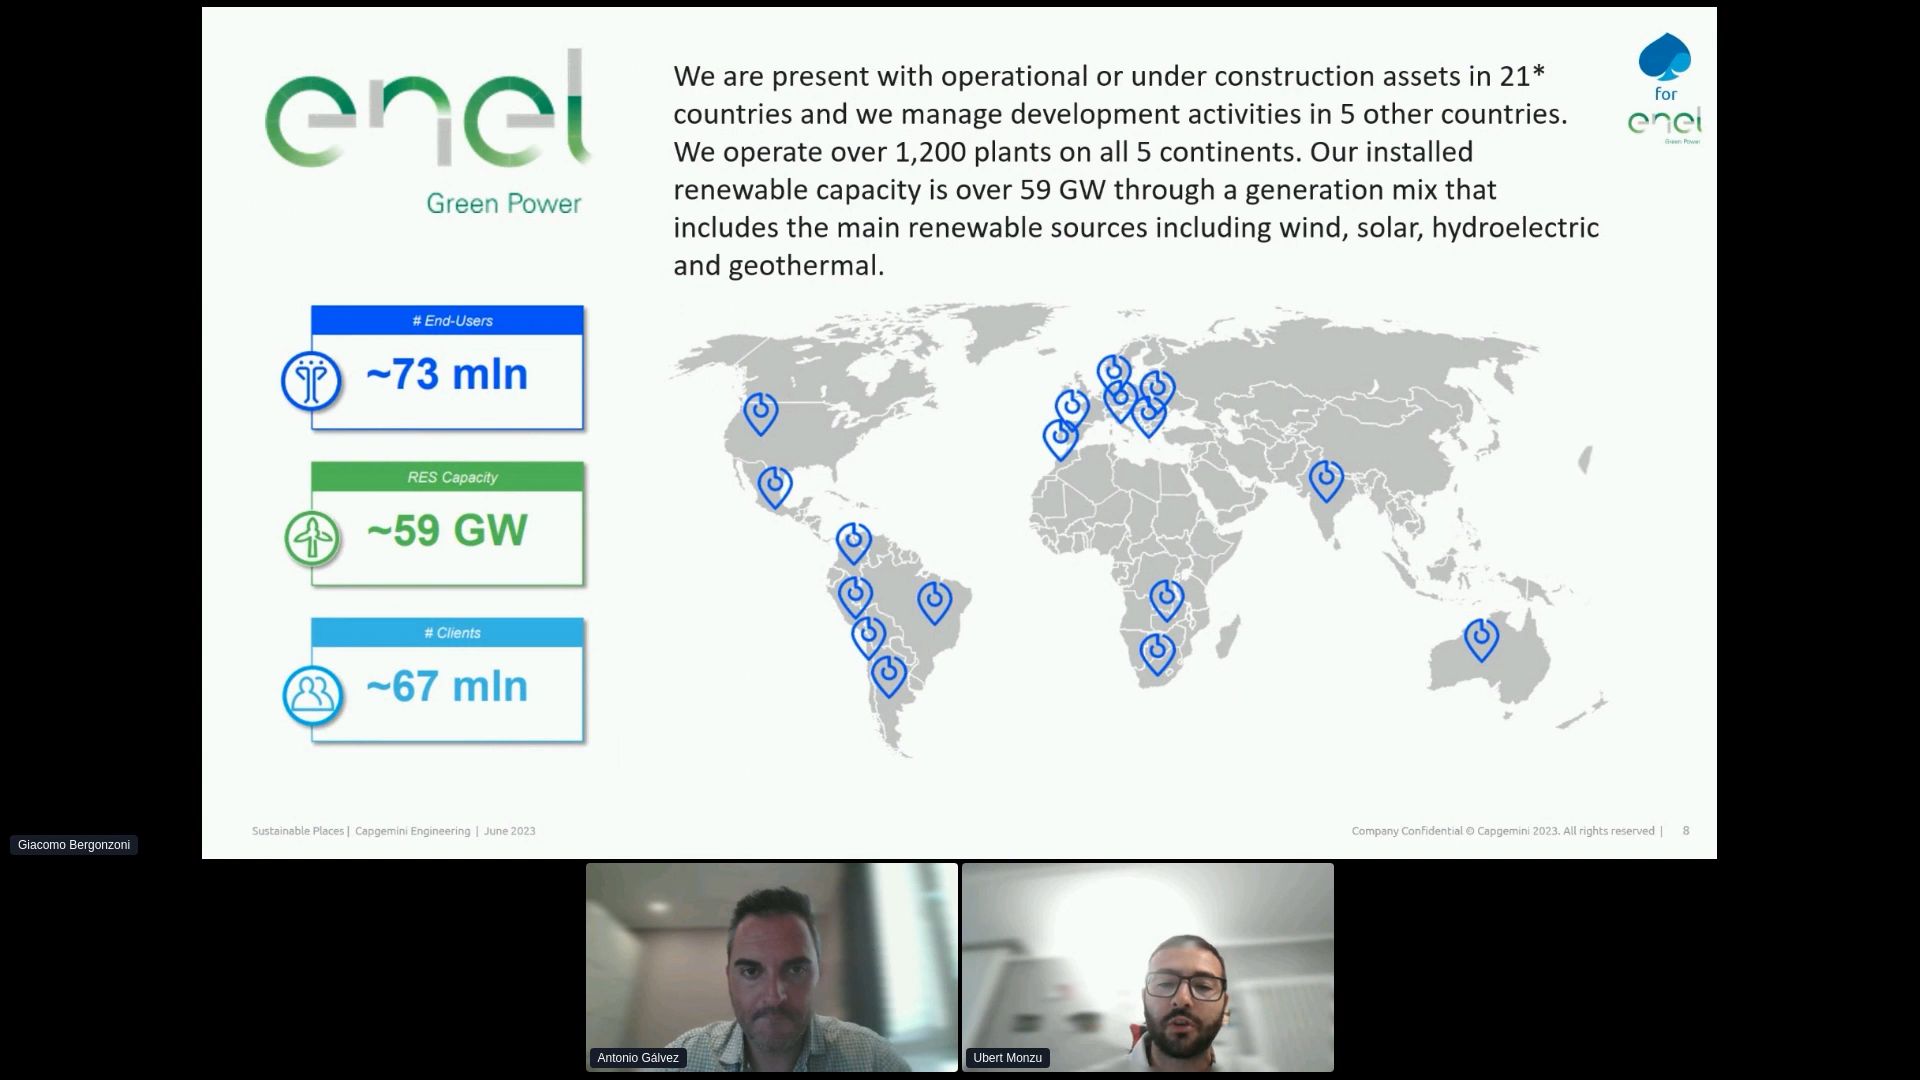 enel
Green Power
We are present with operational or under construction assets in 21*
countries and we manage development activities in 5 other countries.
We operate over 1,200 plants on all 5 continents. Our installed
renewable capacity is over 59 GW through a generation mix that
includes the main renewable sources including wind, solar, hydroelectric
and geothermal.
for
enel
Green Power
# End-Users
~73 mln
RES Capacity
~59 GW
# Clients
~67 mln
Sustainable Places | Capgemini Engineering | June 2023
Company Confidential © Capgemini 2023. All rights reserved | 8
Giacomo Bergonzoni
Antonio Gálvez
Ubert Monzu